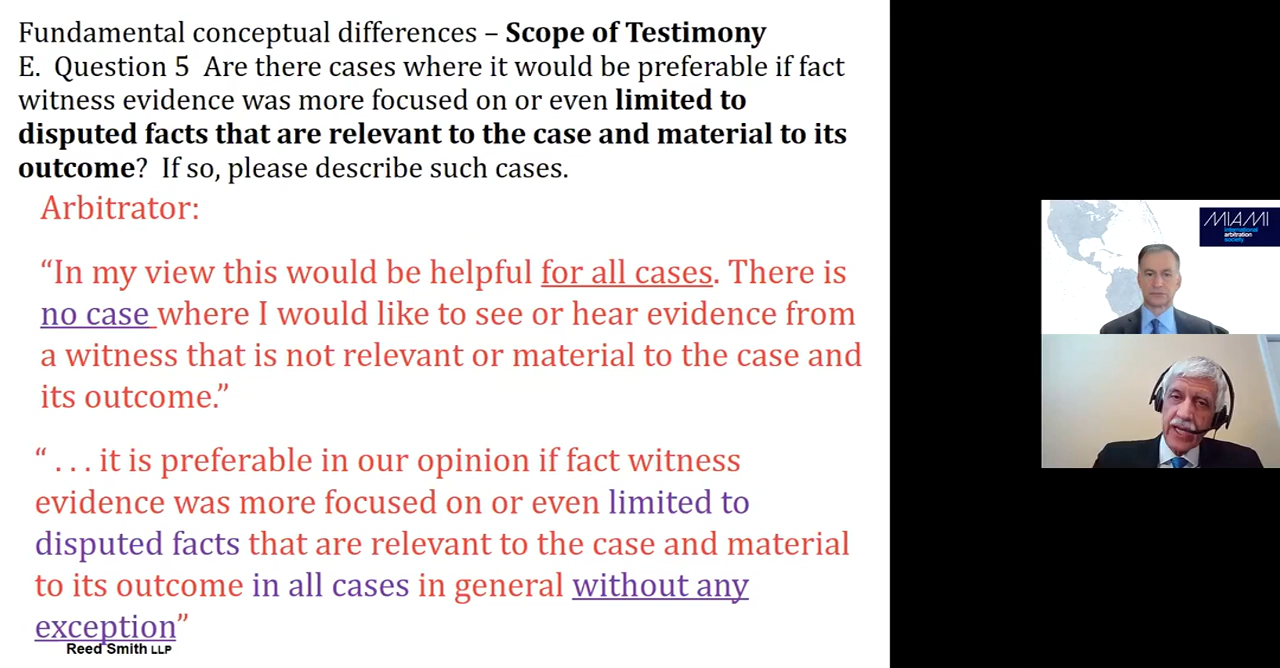 Fundamental conceptual differences – Scope of Testimony
E. Question 5 Are there cases where it would be preferable if fact
witness evidence was more focused on or even limited to
disputed facts that are relevant to the case and material to its
outcome? If so, please describe such cases.
Arbitrator:
“In my view this would be helpful for all cases. There is
no case where I would like to see or hear evidence from
a witness that is not relevant or material to the case and
its outcome.”
“ . . . it is preferable in our opinion if fact witness
evidence was more focused on or even limited to
disputed facts that are relevant to the case and material
to its outcome in all cases in general without any
exception”
Reed Smith LLP
MIAMI
international
arbitration
society